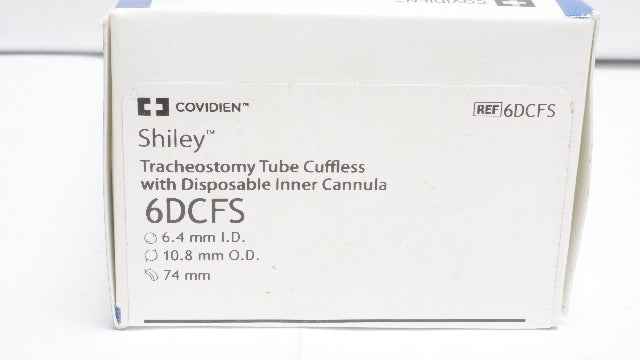 COVIDIEN
COVIDIEN™
REF 6DCFS
Shiley™
Tracheostomy Tube Cuffless
with Disposable Inner Cannula
6DCFS
6.4 mm I.D.
10.8 mm O.D.
74 mm